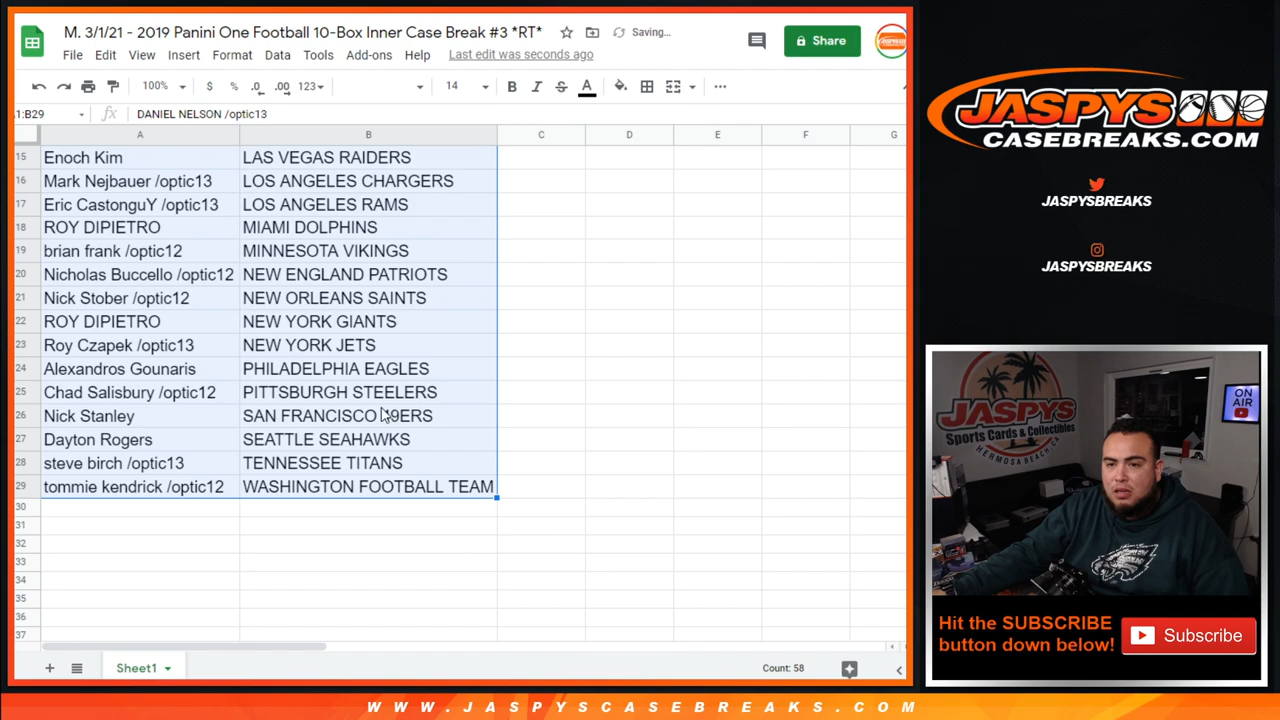 M. 3/1/21 - 2019 Panini One Football 10-Box Inner Case Break #3 *RT*
Saving...
Share
File Edit View Insert Format Data Tools Add-ons Help Last edit was seconds ago
100% $ % .0 .00 123 14 B I S A
1:B29 fx DANIEL NELSON /optic13
A B C D E F G
15 Enoch Kim LAS VEGAS RAIDERS
16 Mark Nejbauer /optic13 LOS ANGELES CHARGERS
17 Eric CastonguY /optic13 LOS ANGELES RAMS
18 ROY DIPIETRO MIAMI DOLPHINS
19 brian frank /optic12 MINNESOTA VIKINGS
20 Nicholas Buccello /optic12 NEW ENGLAND PATRIOTS
21 Nick Stober /optic12 NEW ORLEANS SAINTS
22 ROY DIPIETRO NEW YORK GIANTS
23 Roy Czapek /optic13 NEW YORK JETS
24 Alexandros Gounaris PHILADELPHIA EAGLES
25 Chad Salisbury /optic12 PITTSBURGH STEELERS
26 Nick Stanley SAN FRANCISCO 49ERS
27 Dayton Rogers SEATTLE SEAHAWKS
28 steve birch /optic13 TENNESSEE TITANS
29 tommie kendrick /optic12 WASHINGTON FOOTBALL TEAM
30
31
32
33
34
35
36
37
Sheet1
Count: 58
JASPYS
CASEBREAKS.COM
JASPYSBREAKS
JASPYSBREAKS
JASPYS
Sports Cards & Collectibles
HERMOSA BEACH, CA
ON
AIR
Hit the SUBSCRIBE
button down below!
Subscribe
WWW.JASPYSCASEBREAKS.COM